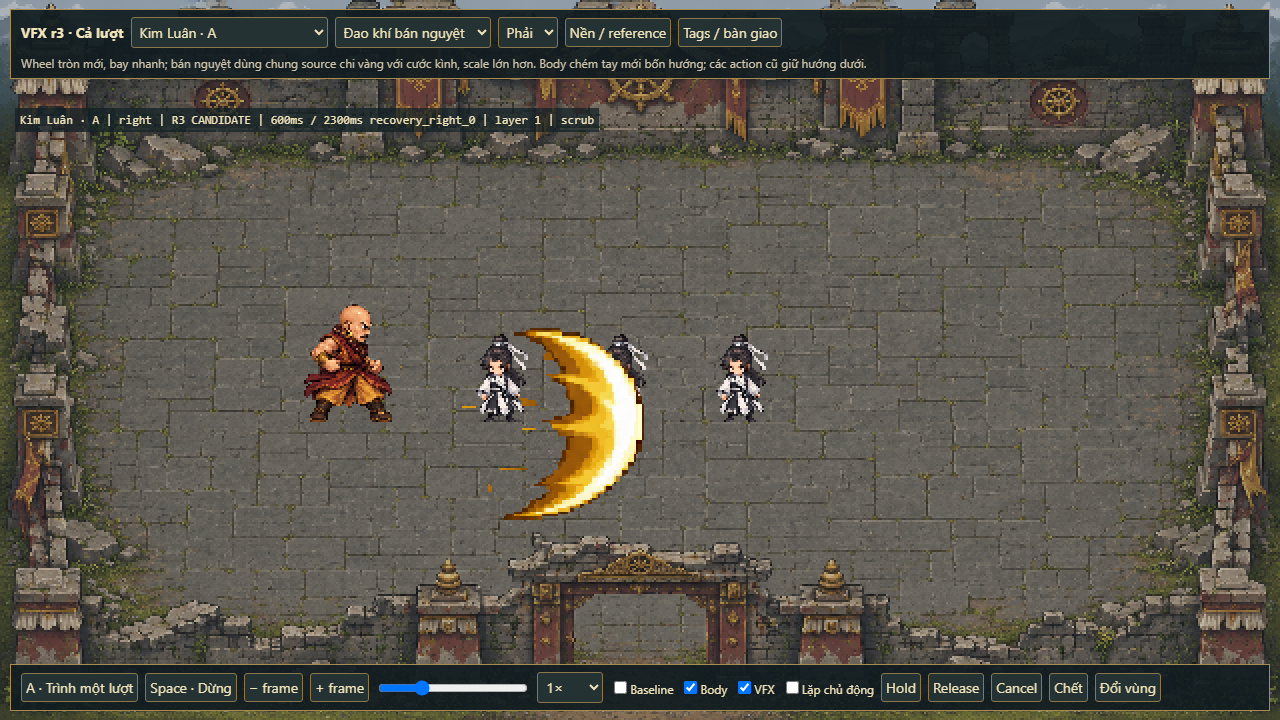 VFX r3 · Cả lượt Kim Luân · A Đao khí bán nguyệt Phải Nền / reference Tags / bàn giao
Wheel tròn mới, bay nhanh; bán nguyệt dùng chung source chi vàng với cước kình, scale lớn hơn. Body chém tay mới bốn hướng; các action cũ giữ hướng dưới.
Kim Luân · A | right | R3 CANDIDATE | 600ms / 2300ms recovery_right_0 | layer 1 | scrub
A · Trình một lượt Space · Dừng − frame + frame 1× Baseline Body VFX Lặp chủ động Hold Release Cancel Chết Đổi vùng